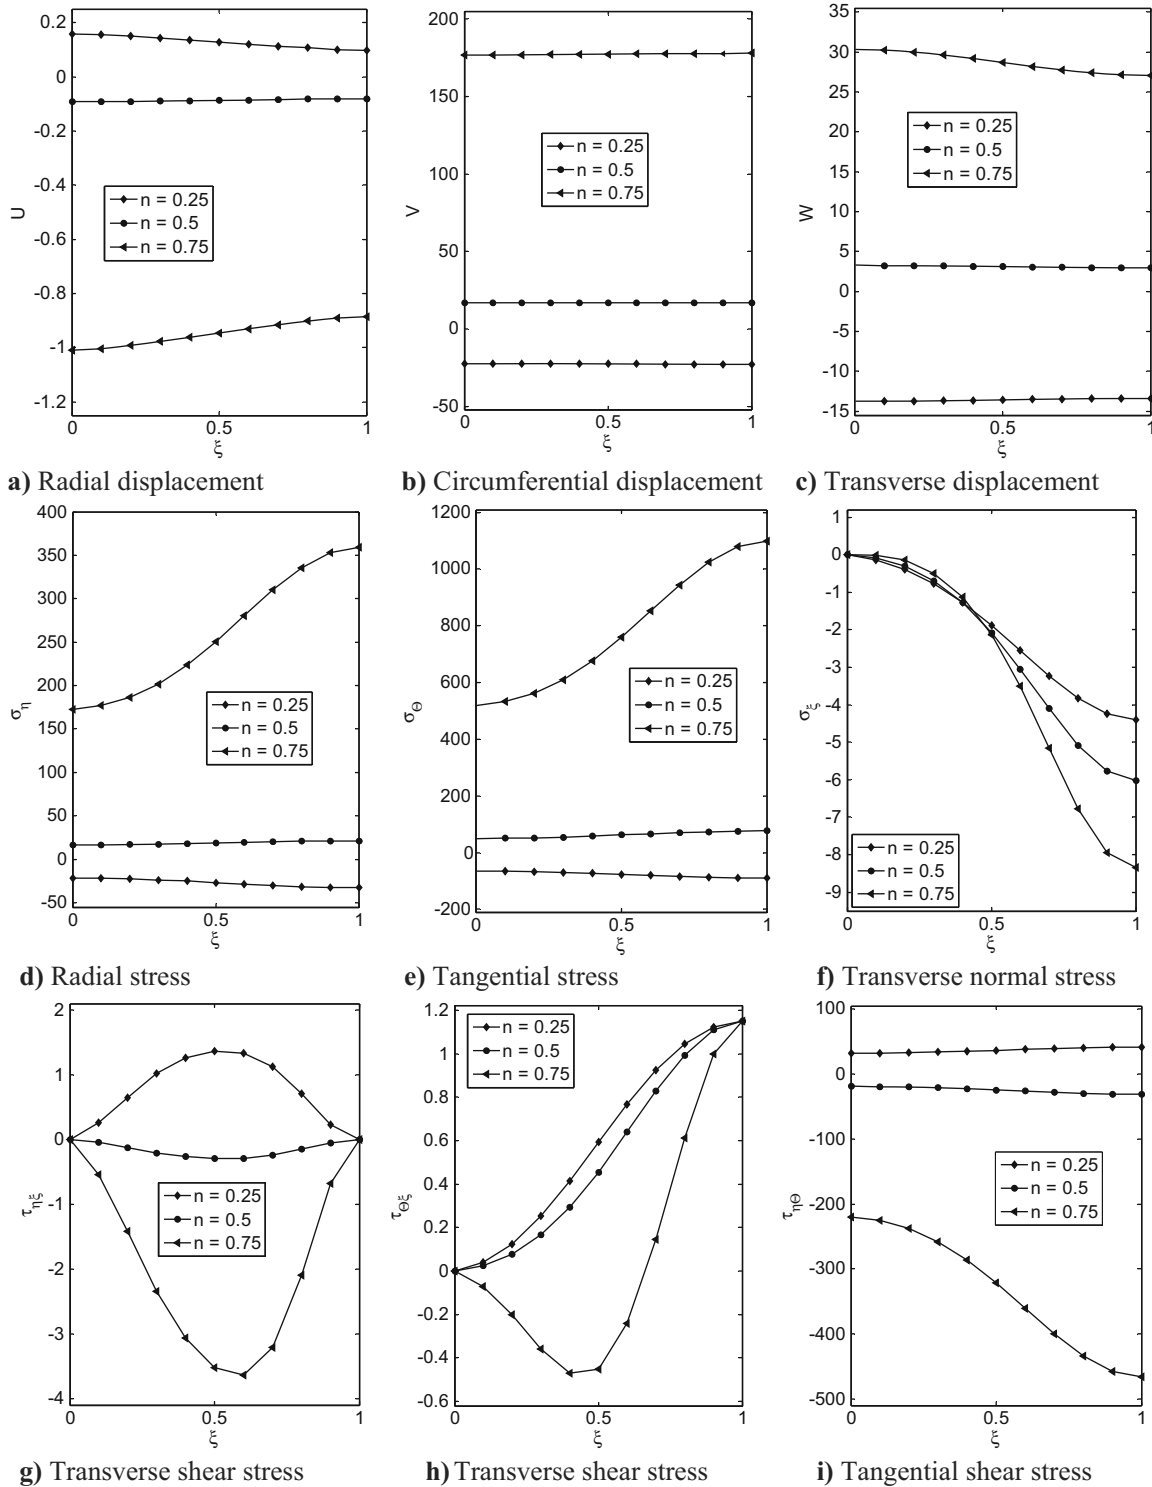 0.2
0
-0.2
-0.4
-0.6
-0.8
-1
-1.2
U
n = 0.25
n = 0.5
n = 0.75
0
0.5
1
ξ
a) Radial displacement
200
150
100
50
0
-50
V
n = 0.25
n = 0.5
n = 0.75
0
0.5
1
ξ
b) Circumferential displacement
35
30
25
20
15
10
5
0
-5
-10
-15
W
n = 0.25
n = 0.5
n = 0.75
0
0.5
1
ξ
c) Transverse displacement
400
350
300
250
200
150
100
50
0
-50
σ_η
n = 0.25
n = 0.5
n = 0.75
0
0.5
1
ξ
d) Radial stress
1200
1000
800
600
400
200
0
-200
σ_Θ
n = 0.25
n = 0.5
n = 0.75
0
0.5
1
ξ
e) Tangential stress
1
0
-1
-2
-3
-4
-5
-6
-7
-8
-9
σ_ξ
n = 0.25
n = 0.5
n = 0.75
0
0.5
1
ξ
f) Transverse normal stress
2
1
0
-1
-2
-3
-4
τ_ηξ
n = 0.25
n = 0.5
n = 0.75
0
0.5
1
ξ
g) Transverse shear stress
1.2
1
0.8
0.6
0.4
0.2
0
-0.2
-0.4
-0.6
τ_Θξ
n = 0.25
n = 0.5
n = 0.75
0
0.5
1
ξ
h) Transverse shear stress
100
0
-100
-200
-300
-400
-500
τ_ηΘ
n = 0.25
n = 0.5
n = 0.75
0
0.5
1
ξ
i) Tangential shear stress